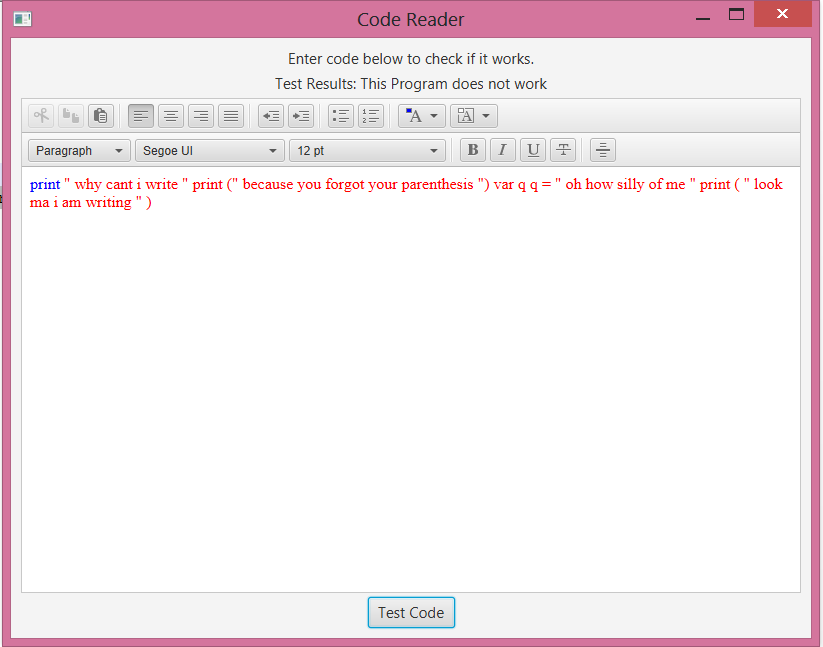 Code Reader
Enter code below to check if it works.
Test Results: This Program does not work
Paragraph Segoe UI 12 pt B I U T
print " why cant i write " print (" because you forgot your parenthesis ") var q q = " oh how silly of me " print ( " look
ma i am writing " )
Test Code